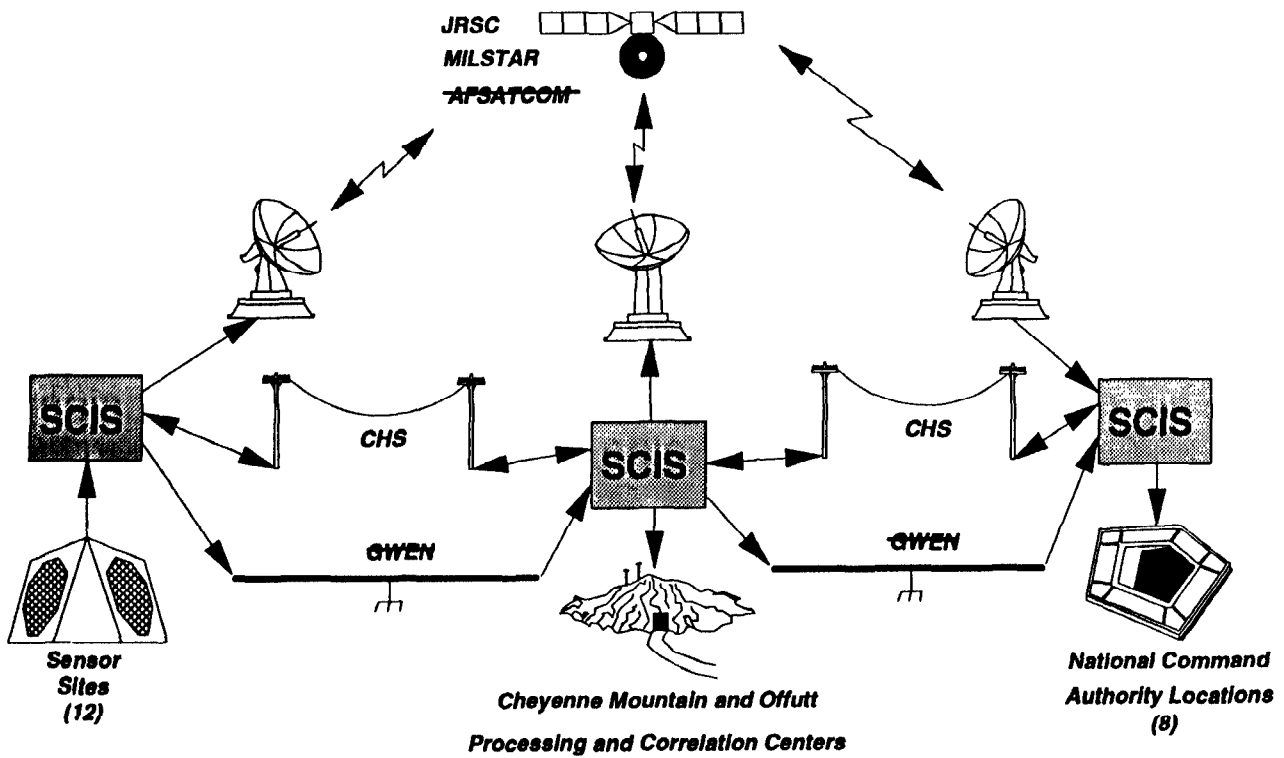 JRSC
MILSTAR
AFSATCOM
SCIS
CHS
SCIS
CHS
SCIS
GWEN
GWEN
Sensor
Sites
(12)
Cheyenne Mountain and Offutt
Processing and Correlation Centers
National Command
Authority Locations
(8)